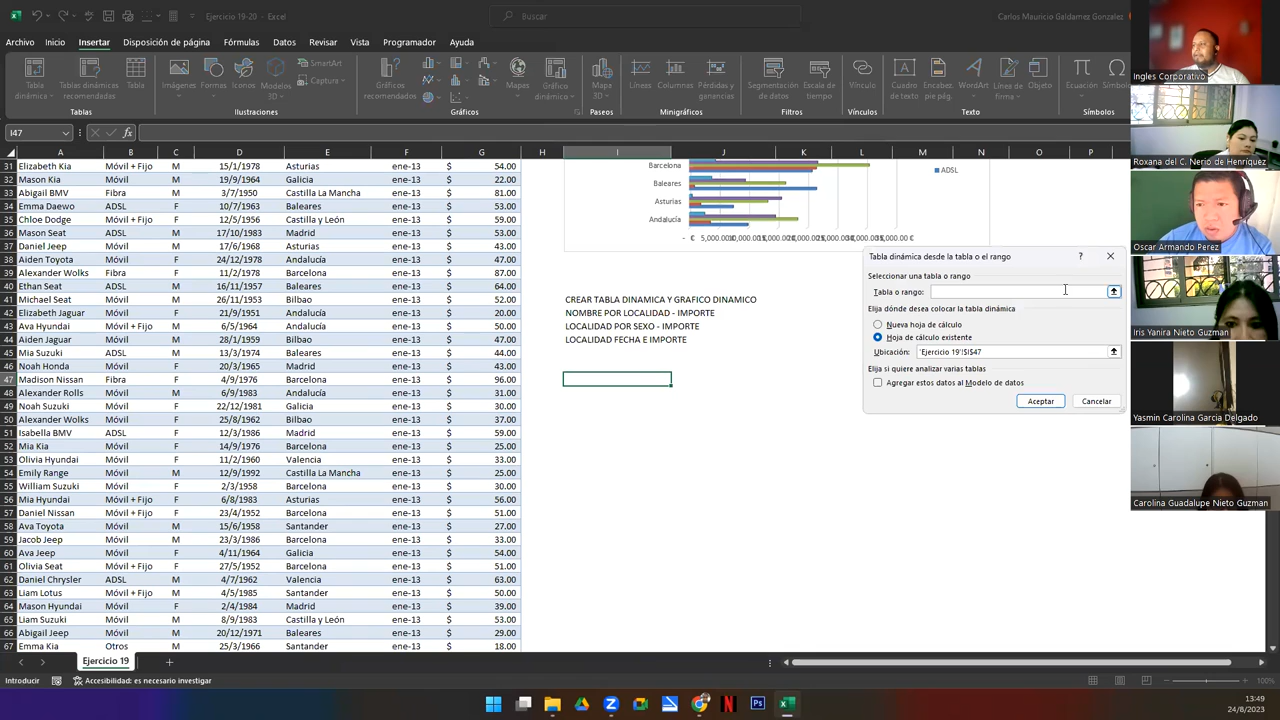 Ejercicio 19-20 - Excel
Buscar
Carlos Mauricio Galdamez Gonzalez
Archivo Inicio Insertar Disposición de página Fórmulas Datos Revisar Vista Programador Ayuda
Tabla dinámica
Tablas dinámicas recomendadas
Tabla
Tablas
Imágenes
Formas
Iconos
Modelos 3D
SmartArt
Captura
Ilustraciones
Gráficos recomendados
Mapas
Gráfico dinámico
Gráficos
Mapa 3D
Paseos
Línea Columnas Pérdidas y ganancias
Minigráficos
Segmentación de datos
Escala de tiempo
Filtros
Vínculo
Vínculos
Cuadro de texto
Encabez. pie pág.
WordArt
Línea de firma
Objeto
Texto
Ecuación
Símbolo
Símbolos
I47
fx
A B C D E F G H I J K L M N O P
31 Elizabeth Kia Móvil + Fijo M 15/1/1978 Asturias ene-13 $ 54.00
32 Mason Kia Móvil M 19/9/1964 Galicia ene-13 $ 22.00
33 Abigail BMV Fibra M 3/7/1950 Castilla La Mancha ene-13 $ 81.00
34 Emma Daewo ADSL M 10/7/1963 Baleares ene-13 $ 53.00
35 Chloe Dodge Móvil + Fijo F 12/5/1956 Castilla y León ene-13 $ 59.00
36 Mason Seat ADSL M 17/10/1983 Madrid ene-13 $ 53.00
37 Daniel Jeep Móvil F 17/6/1968 Asturias ene-13 $ 43.00
38 Aiden Toyota Móvil M 24/12/1978 Andalucía ene-13 $ 47.00
39 Alexander Wolks Fibra F 11/2/1978 Barcelona ene-13 $ 87.00
40 Ethan Seat ADSL M 17/12/1957 Baleares ene-13 $ 64.00
41 Michael Seat ADSL M 26/11/1953 Bilbao ene-13 $ 52.00
42 Elizabeth Jaguar Móvil F 21/10/1956 Andalucía ene-13 $ 20.00
43 Ava Hyundai Móvil + Fijo M 6/5/1964 Andalucía ene-13 $ 51.00
44 Aiden Jaguar Móvil M 28/1/1959 Bilbao ene-13 $ 47.00
45 Mia Suzuki ADSL M 13/3/1974 Baleares ene-13 $ 44.00
46 Noah Honda Móvil M 20/3/1965 Madrid ene-13 $ 43.00
47 Madison Nissan Fibra F 4/9/1976 Barcelona ene-13 $ 96.00
48 Alexander Rolls Móvil M 6/9/1983 Andalucía ene-13 $ 31.00
49 Noah Suzuki ADSL F 22/12/1981 Galicia ene-13 $ 30.00
50 Alexander Nissan Móvil F 25/8/1962 Bilbao ene-13 $ 37.00
51 Isabella BMV ADSL M 12/3/1986 Madrid ene-13 $ 59.00
52 Mia Kia Móvil M 14/9/1976 Barcelona ene-13 $ 25.00
53 Olivia Hyundai Móvil F 11/2/1960 Valencia ene-13 $ 33.00
54 Emily Range ADSL M 12/9/1992 Castilla La Mancha ene-13 $ 25.00
55 William Suzuki Móvil M 2/3/1958 Barcelona ene-13 $ 30.00
56 Mia Hyundai Móvil + Fijo M 6/8/1983 Asturias ene-13 $ 56.00
57 Daniel Nissan Móvil + Fijo M 23/4/1952 Barcelona ene-13 $ 51.00
58 Ava Toyota Móvil M 15/6/1958 Santander ene-13 $ 27.00
59 Jacob Jeep Móvil F 23/3/1986 Barcelona ene-13 $ 33.00
60 Ava Jeep Móvil F 4/11/1964 Galicia ene-13 $ 54.00
61 Olivia Seat Móvil + Fijo F 27/5/1952 Barcelona ene-13 $ 51.00
62 Daniel Chrysler ADSL M 4/7/1962 Valencia ene-13 $ 63.00
63 Liam Lotus Móvil + Fijo M 4/5/1985 Santander ene-13 $ 50.00
64 Mason Hyundai Móvil F 2/4/1984 Madrid ene-13 $ 39.00
65 Liam Suzuki Móvil M 8/9/1983 Castilla y León ene-13 $ 53.00
66 Abigail Jeep Móvil M 20/12/1971 Baleares ene-13 $ 29.00
67 Emma Kia Otros M 25/3/1966 Santander ene-13 $ 18.00
Barcelona
Baleares
Asturias
Andalucía
ADSL
CREAR TABLA DINAMICA Y GRAFICO DINAMICO
NOMBRE POR LOCALIDAD - IMPORTE
LOCALIDAD POR SEXO - IMPORTE
LOCALIDAD FECHA E IMPORTE
Tabla dinámica desde la tabla o el rango
Seleccionar una tabla o rango
Tabla o rango:
Elija dónde desea colocar la tabla dinámica
Nueva hoja de cálculo
Hoja de cálculo existente
Ubicación: 'Ejercicio 19'!$I$47
Elija si quiere analizar varias tablas
Agregar estos datos al Modelo de datos
Aceptar Cancelar
Ingles Corporativo
Roxana del C. Nerio de Henríquez
Oscar Armando Perez
Iris Yanira Nieto Guzman
Yasmin Carolina Garcia Delgado
Carolina Guadalupe Nieto Guzman
Ejercicio 19
Introducir
Accesibilidad: es necesario investigar
100%
13:49
24/8/2023